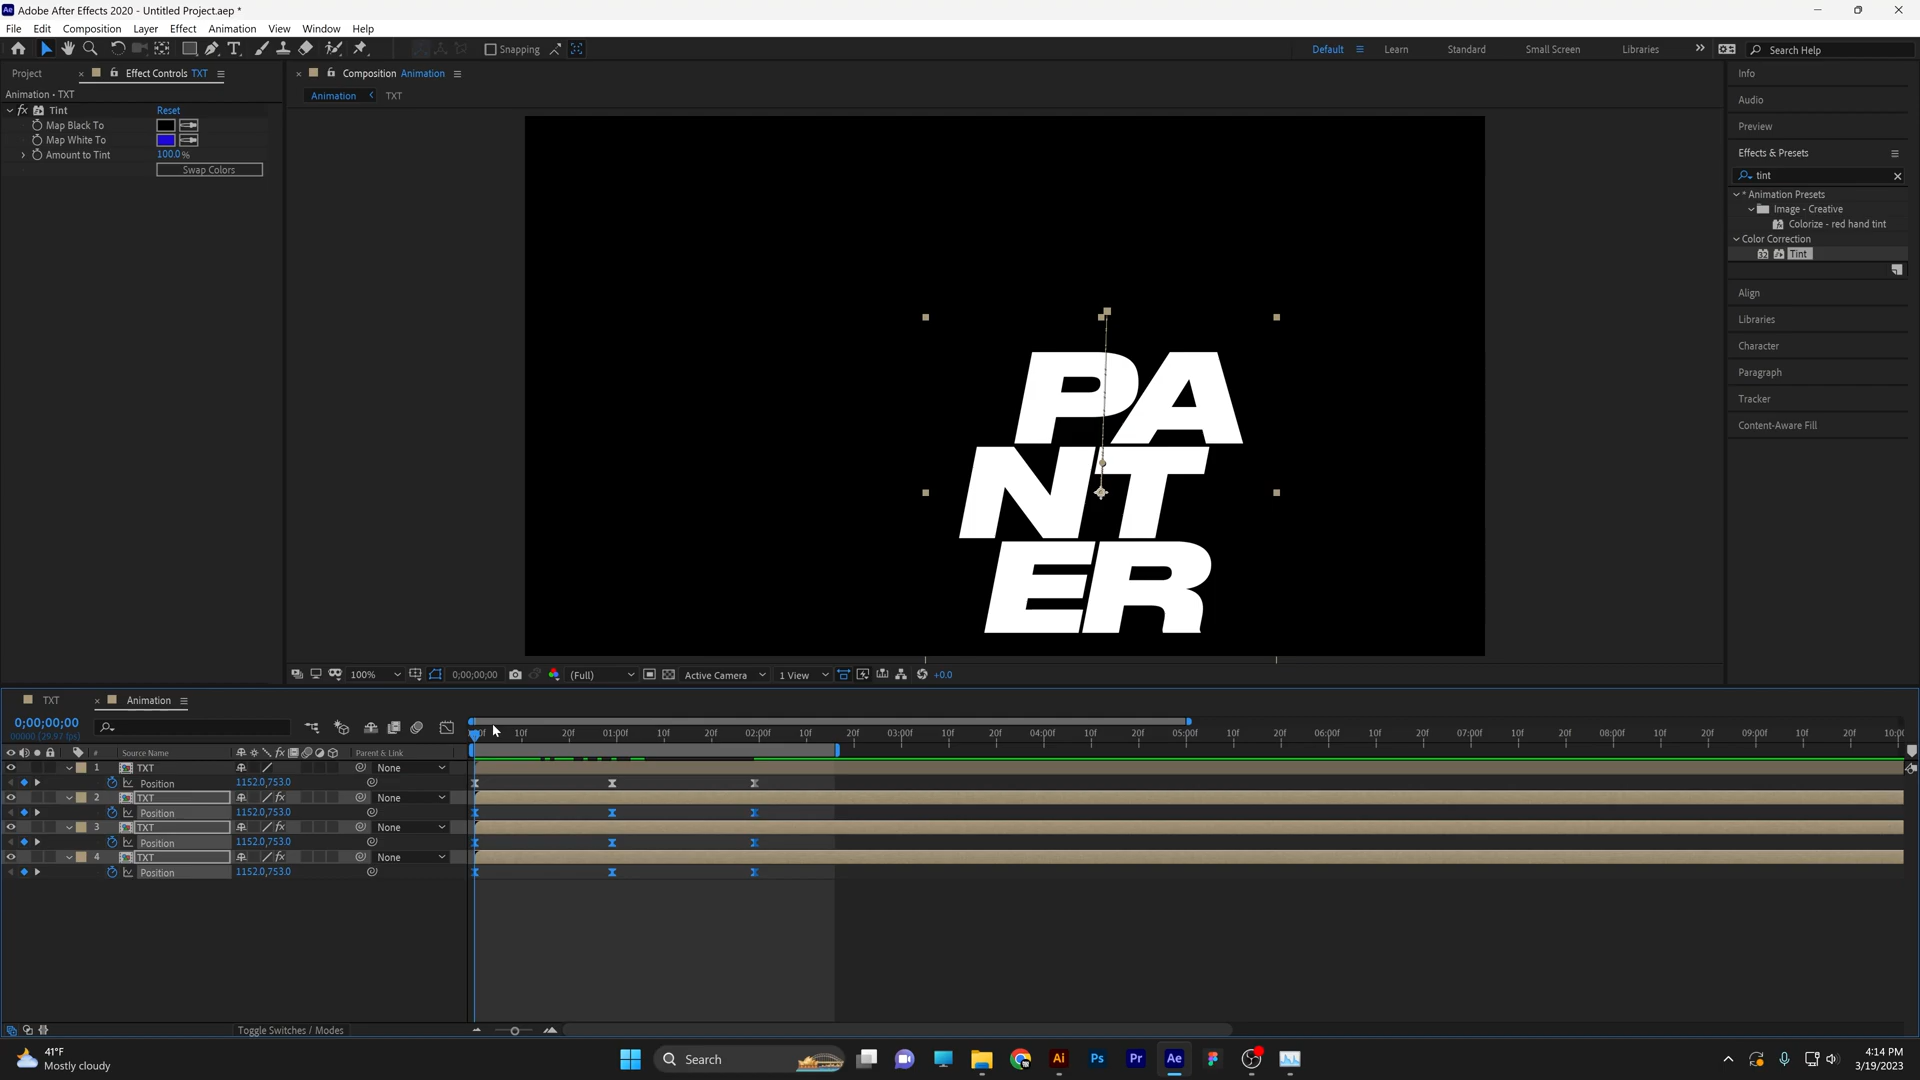 Adobe After Effects 2020 - Untitled Project.aep *
File Edit Composition Layer Effect Animation View Window Help
Snapping Default Learn Standard Small Screen Libraries Search Help
Project Effect Controls TXT
Composition Animation
Animation • TXT
Animation TXT
fx Tint Reset
Map Black To
Map White To
Amount to Tint 100.0 %
Swap Colors
Info
Audio
Preview
Effects & Presets
tint
* Animation Presets
Image - Creative
Colorize - red hand tint
Color Correction
Tint
Align
Libraries
Character
Paragraph
Tracker
Content-Aware Fill
PA
NT
ER
100% 0;00;00;00 (Full) Active Camera 1 View +0.0
TXT Animation
0;00;00;00
00000 (29.97 fps)
10f 20f 01:00f 10f 20f 02:00f 10f 20f 03:00f 10f 20f 04:00f 10f 20f 05:00f 10f 20f 06:00f 10f 20f 07:00f 10f 20f 08:00f 10f 20f 09:00f 10f 20f
# Source Name Parent & Link
1 TXT None
Position 1152.0,753.0
2 TXT None
Position 1152.0,753.0
3 TXT None
Position 1152.0,753.0
4 TXT None
Position 1152.0,753.0
Toggle Switches / Modes
41°F
Mostly cloudy
Search
Ai Ps Pr Ae
4:14 PM
3/19/2023